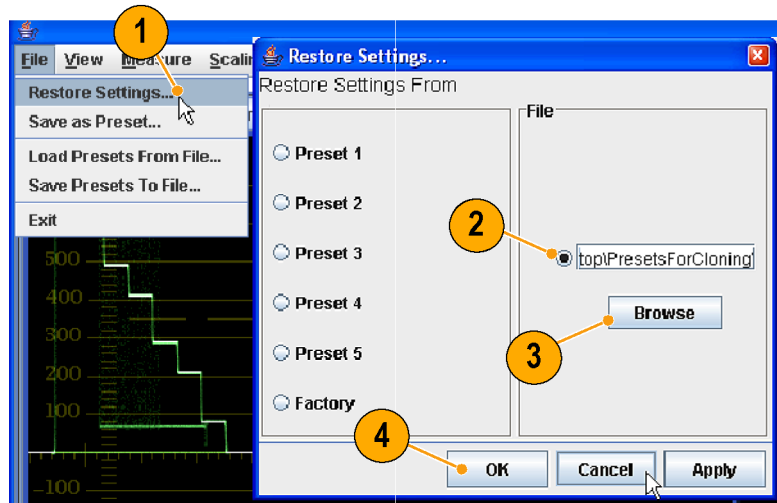 1
File View Measure
Restore Settings...
Save as Preset...
Load Presets From File...
Save Presets To File...
Exit
500
400
300
200
100
-100
Restore Settings...
Restore Settings From
Preset 1
Preset 2
Preset 3
Preset 4
Preset 5
Factory
File
2
top\PresetsForCloning
Browse
3
4
OK Cancel Apply